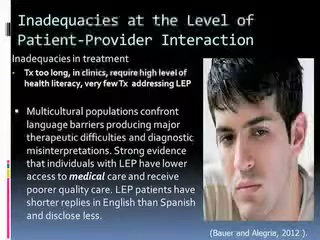 Inadequacies at the Level of
Patient-Provider Interaction
Inadequacies in treatment
Tx too long, in clinics, require high level of
health literacy, very few Tx addressing LEP
Multicultural populations confront
language barriers producing major
therapeutic difficulties and diagnostic
misinterpretations. Strong evidence
that individuals with LEP have lower
access to medical care and receive
poorer quality care. LEP patients have
shorter replies in English than Spanish
and disclose less.
(Bauer and Alegria, 2012 ).